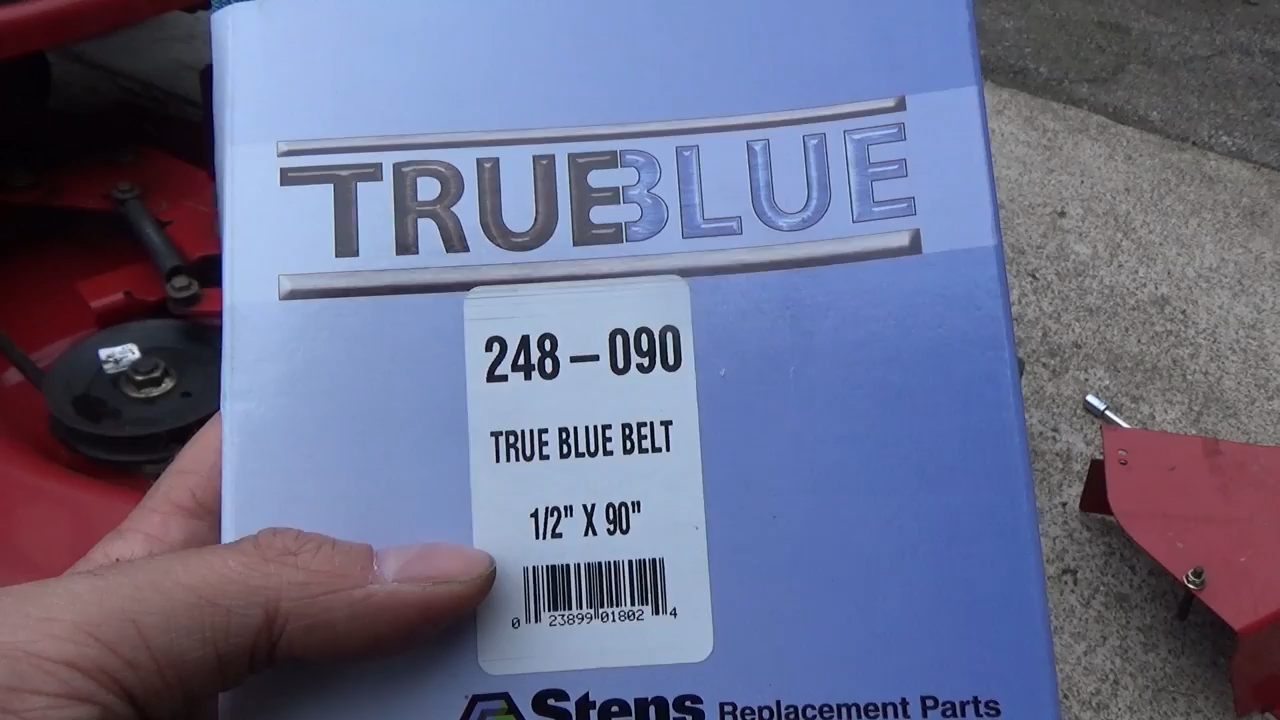 TRUEBLUE
248-090
TRUE BLUE BELT
1/2" X 90"
0 23899 01802 4
Stens Replacement Parts